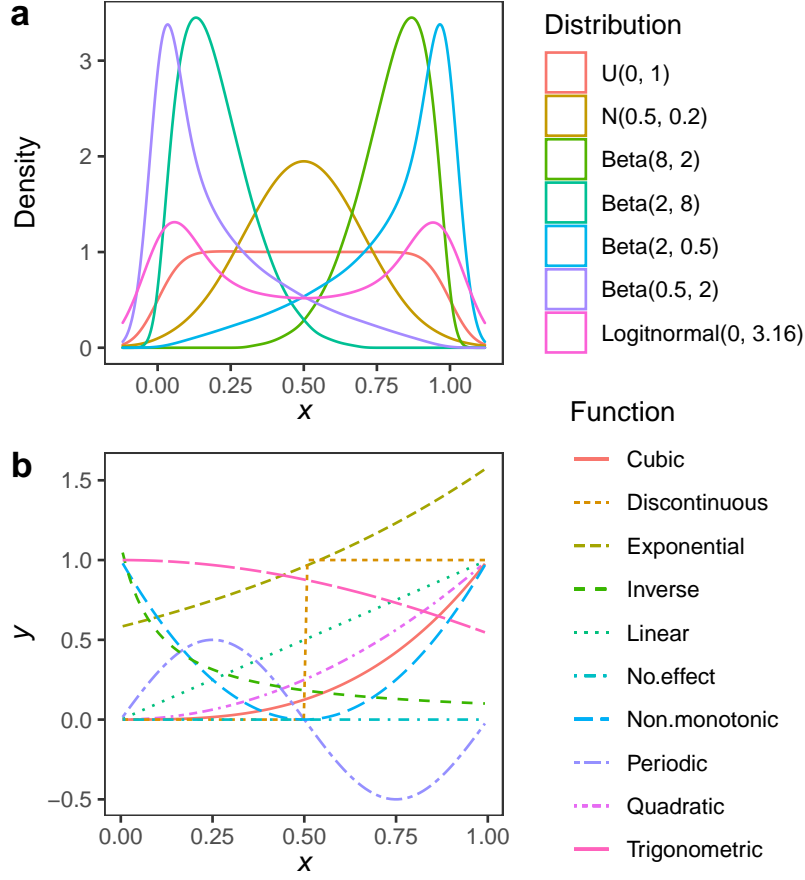 a
Density
3
2
1
0
0.00 0.25 0.50 0.75 1.00
x
Distribution
U(0, 1)
N(0.5, 0.2)
Beta(8, 2)
Beta(2, 8)
Beta(2, 0.5)
Beta(0.5, 2)
Logitnormal(0, 3.16)
b
y
1.5
1.0
0.5
0.0
−0.5
0.00 0.25 0.50 0.75 1.00
x
Function
Cubic
Discontinuous
Exponential
Inverse
Linear
No.effect
Non.monotonic
Periodic
Quadratic
Trigonometric